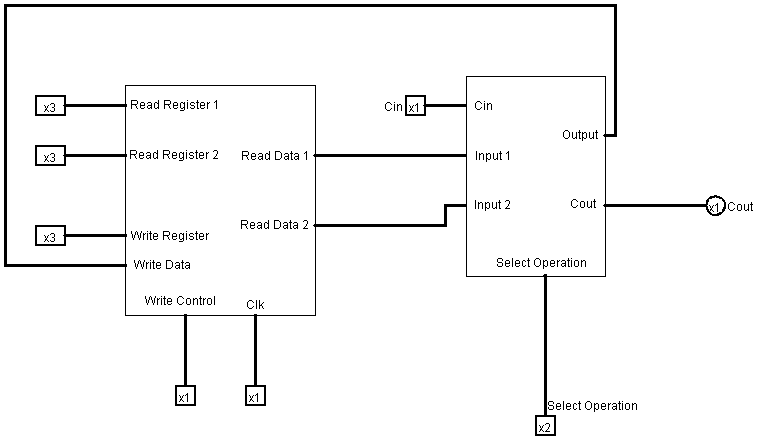 x3 Read Register 1
Cin x1 Cin
Output
x3 Read Register 2 Read Data 1 Input 1
Read Data 2 Input 2 Cout x1 Cout
x3 Write Register
Write Data Select Operation
Write Control Clk
x1 x1
Select Operation
x2